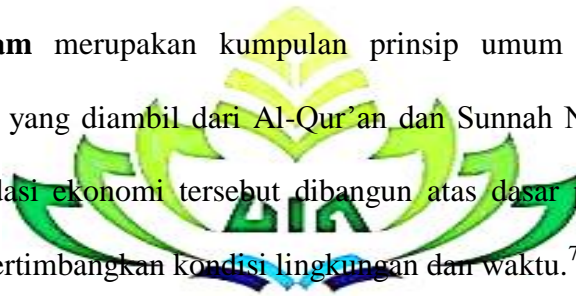 am merupakan kumpulan prinsip umum
yang diambil dari Al-Qur’an dan Sunnah N
dasi ekonomi tersebut dibangun atas dasar
ertimbangkan kondisi lingkungan dan waktu.7